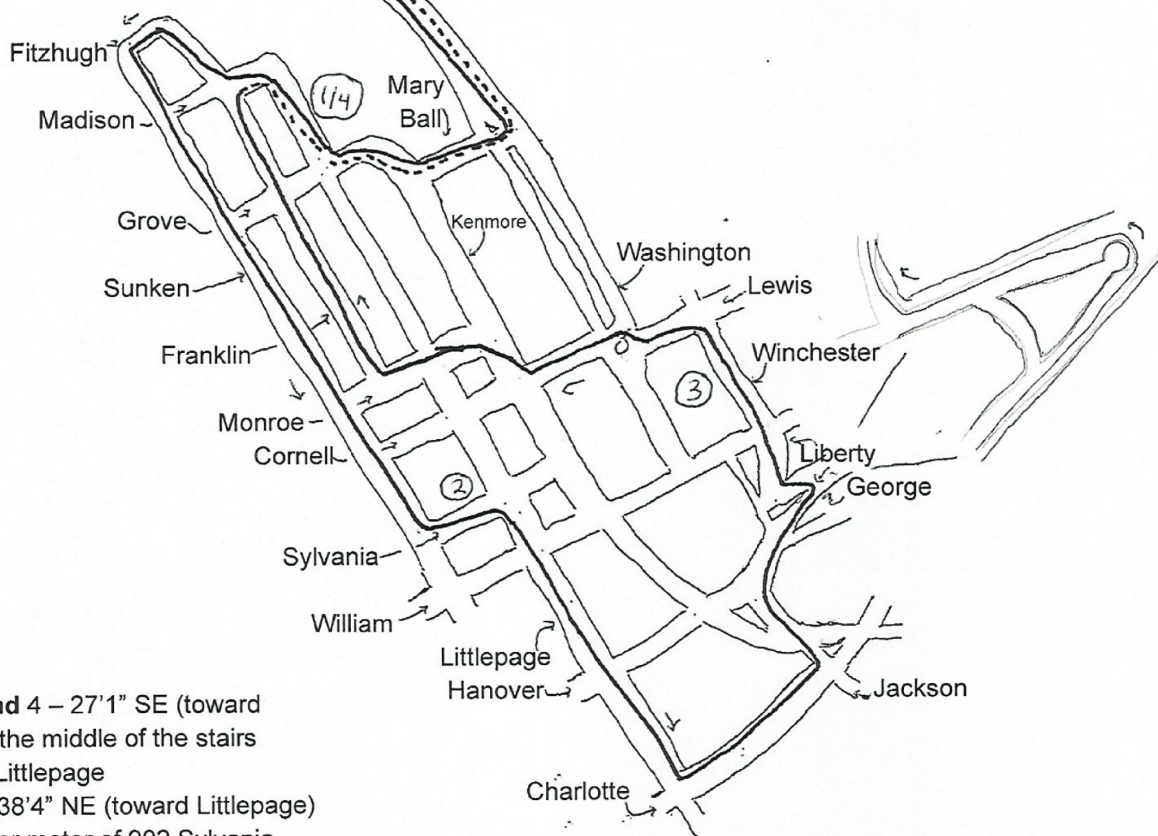 Fitzhugh
Madison
1/4
Mary
Ball
Grove
Kenmore
Sunken
Washington
Lewis
Franklin
Winchester
Monroe
3
Cornell
Liberty
2
George
Sylvania
William
Littlepage
Hanover
Jackson
Charlotte
nd 4 – 27'1" SE (toward
the middle of the stairs
Littlepage
38'4" NE (toward Littlepage)